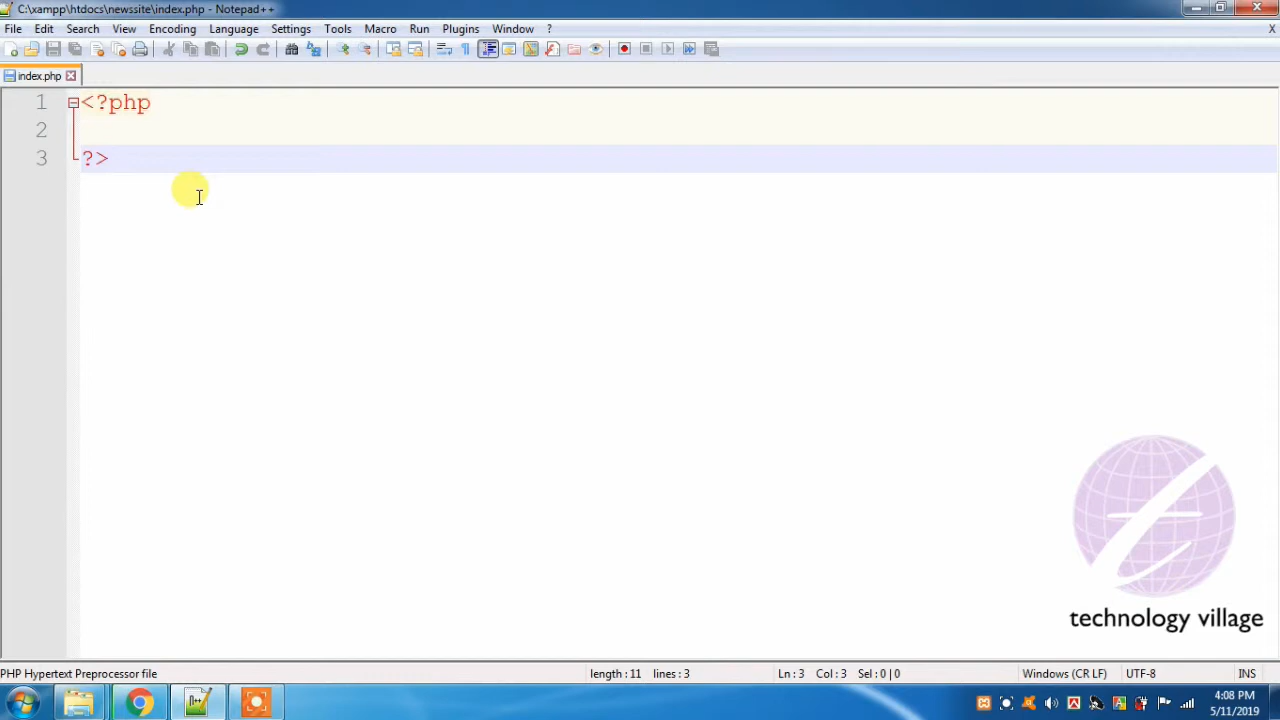 C:\xampp\htdocs\newssite\index.php - Notepad++
File Edit Search View Encoding Language Settings Tools Macro Run Plugins Window ? X
index.php
1 <?php
2
3 ?>
technology village
PHP Hypertext Preprocessor file length : 11 lines : 3 Ln : 3 Col : 3 Sel : 0 | 0 Windows (CR LF) UTF-8 INS
4:08 PM
5/11/2019